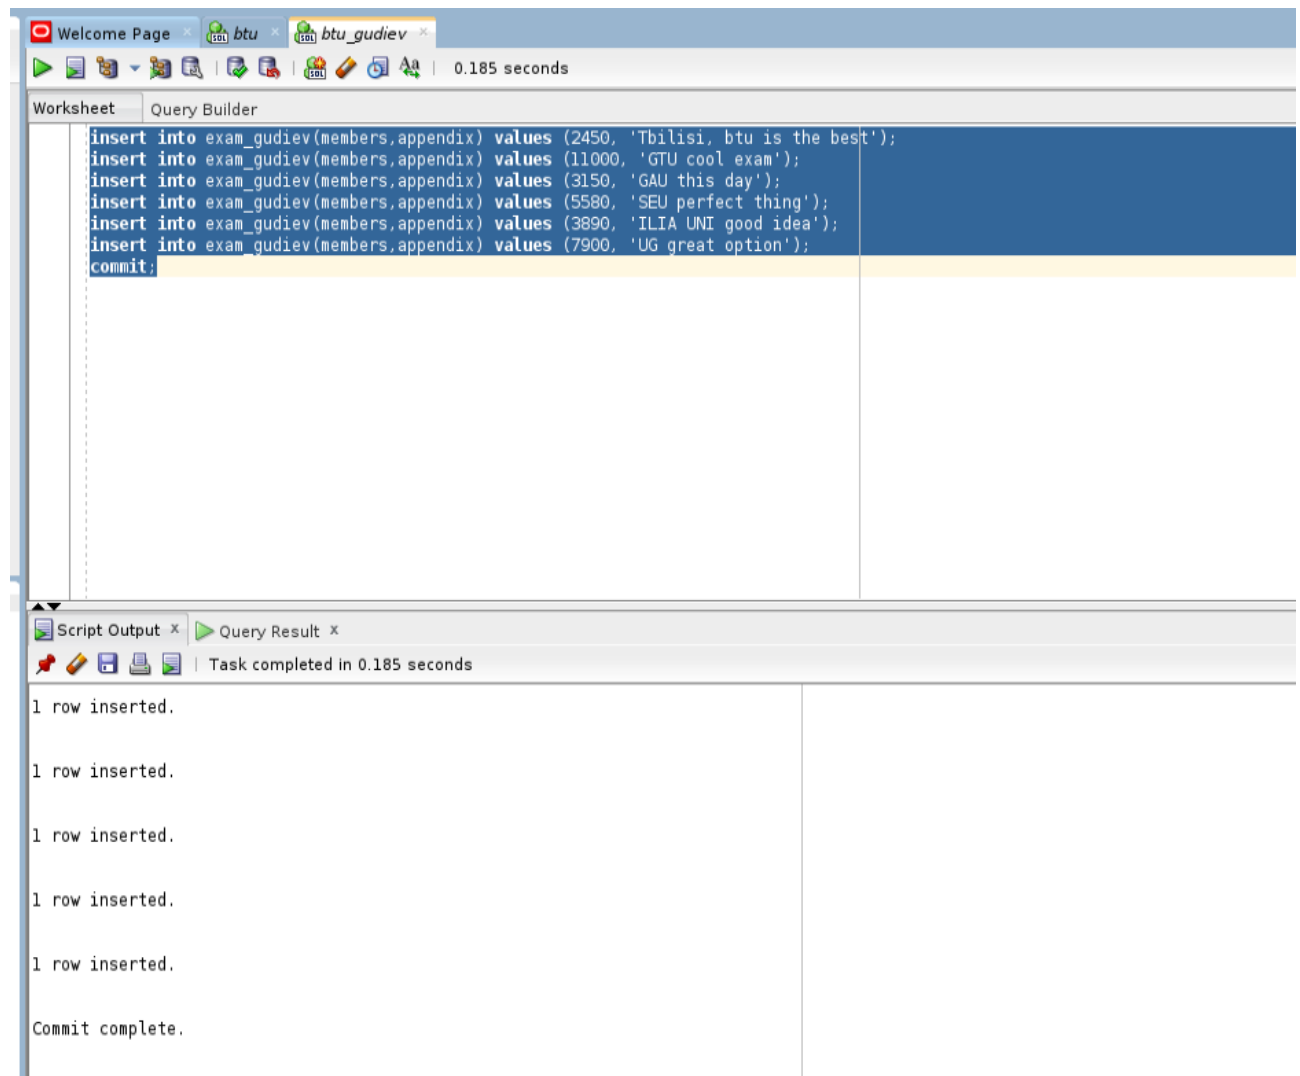 Welcome Page btu btu_gudiev
0.185 seconds
Worksheet Query Builder
insert into exam_gudiev(members,appendix) values (2450, 'Tbilisi, btu is the best');
insert into exam_gudiev(members,appendix) values (11000, 'GTU cool exam');
insert into exam_gudiev(members,appendix) values (3150, 'GAU this day');
insert into exam_gudiev(members,appendix) values (5580, 'SEU perfect thing');
insert into exam_gudiev(members,appendix) values (3890, 'ILIA UNI good idea');
insert into exam_gudiev(members,appendix) values (7900, 'UG great option');
commit;
Script Output x Query Result x
Task completed in 0.185 seconds
1 row inserted.
1 row inserted.
1 row inserted.
1 row inserted.
1 row inserted.
Commit complete.